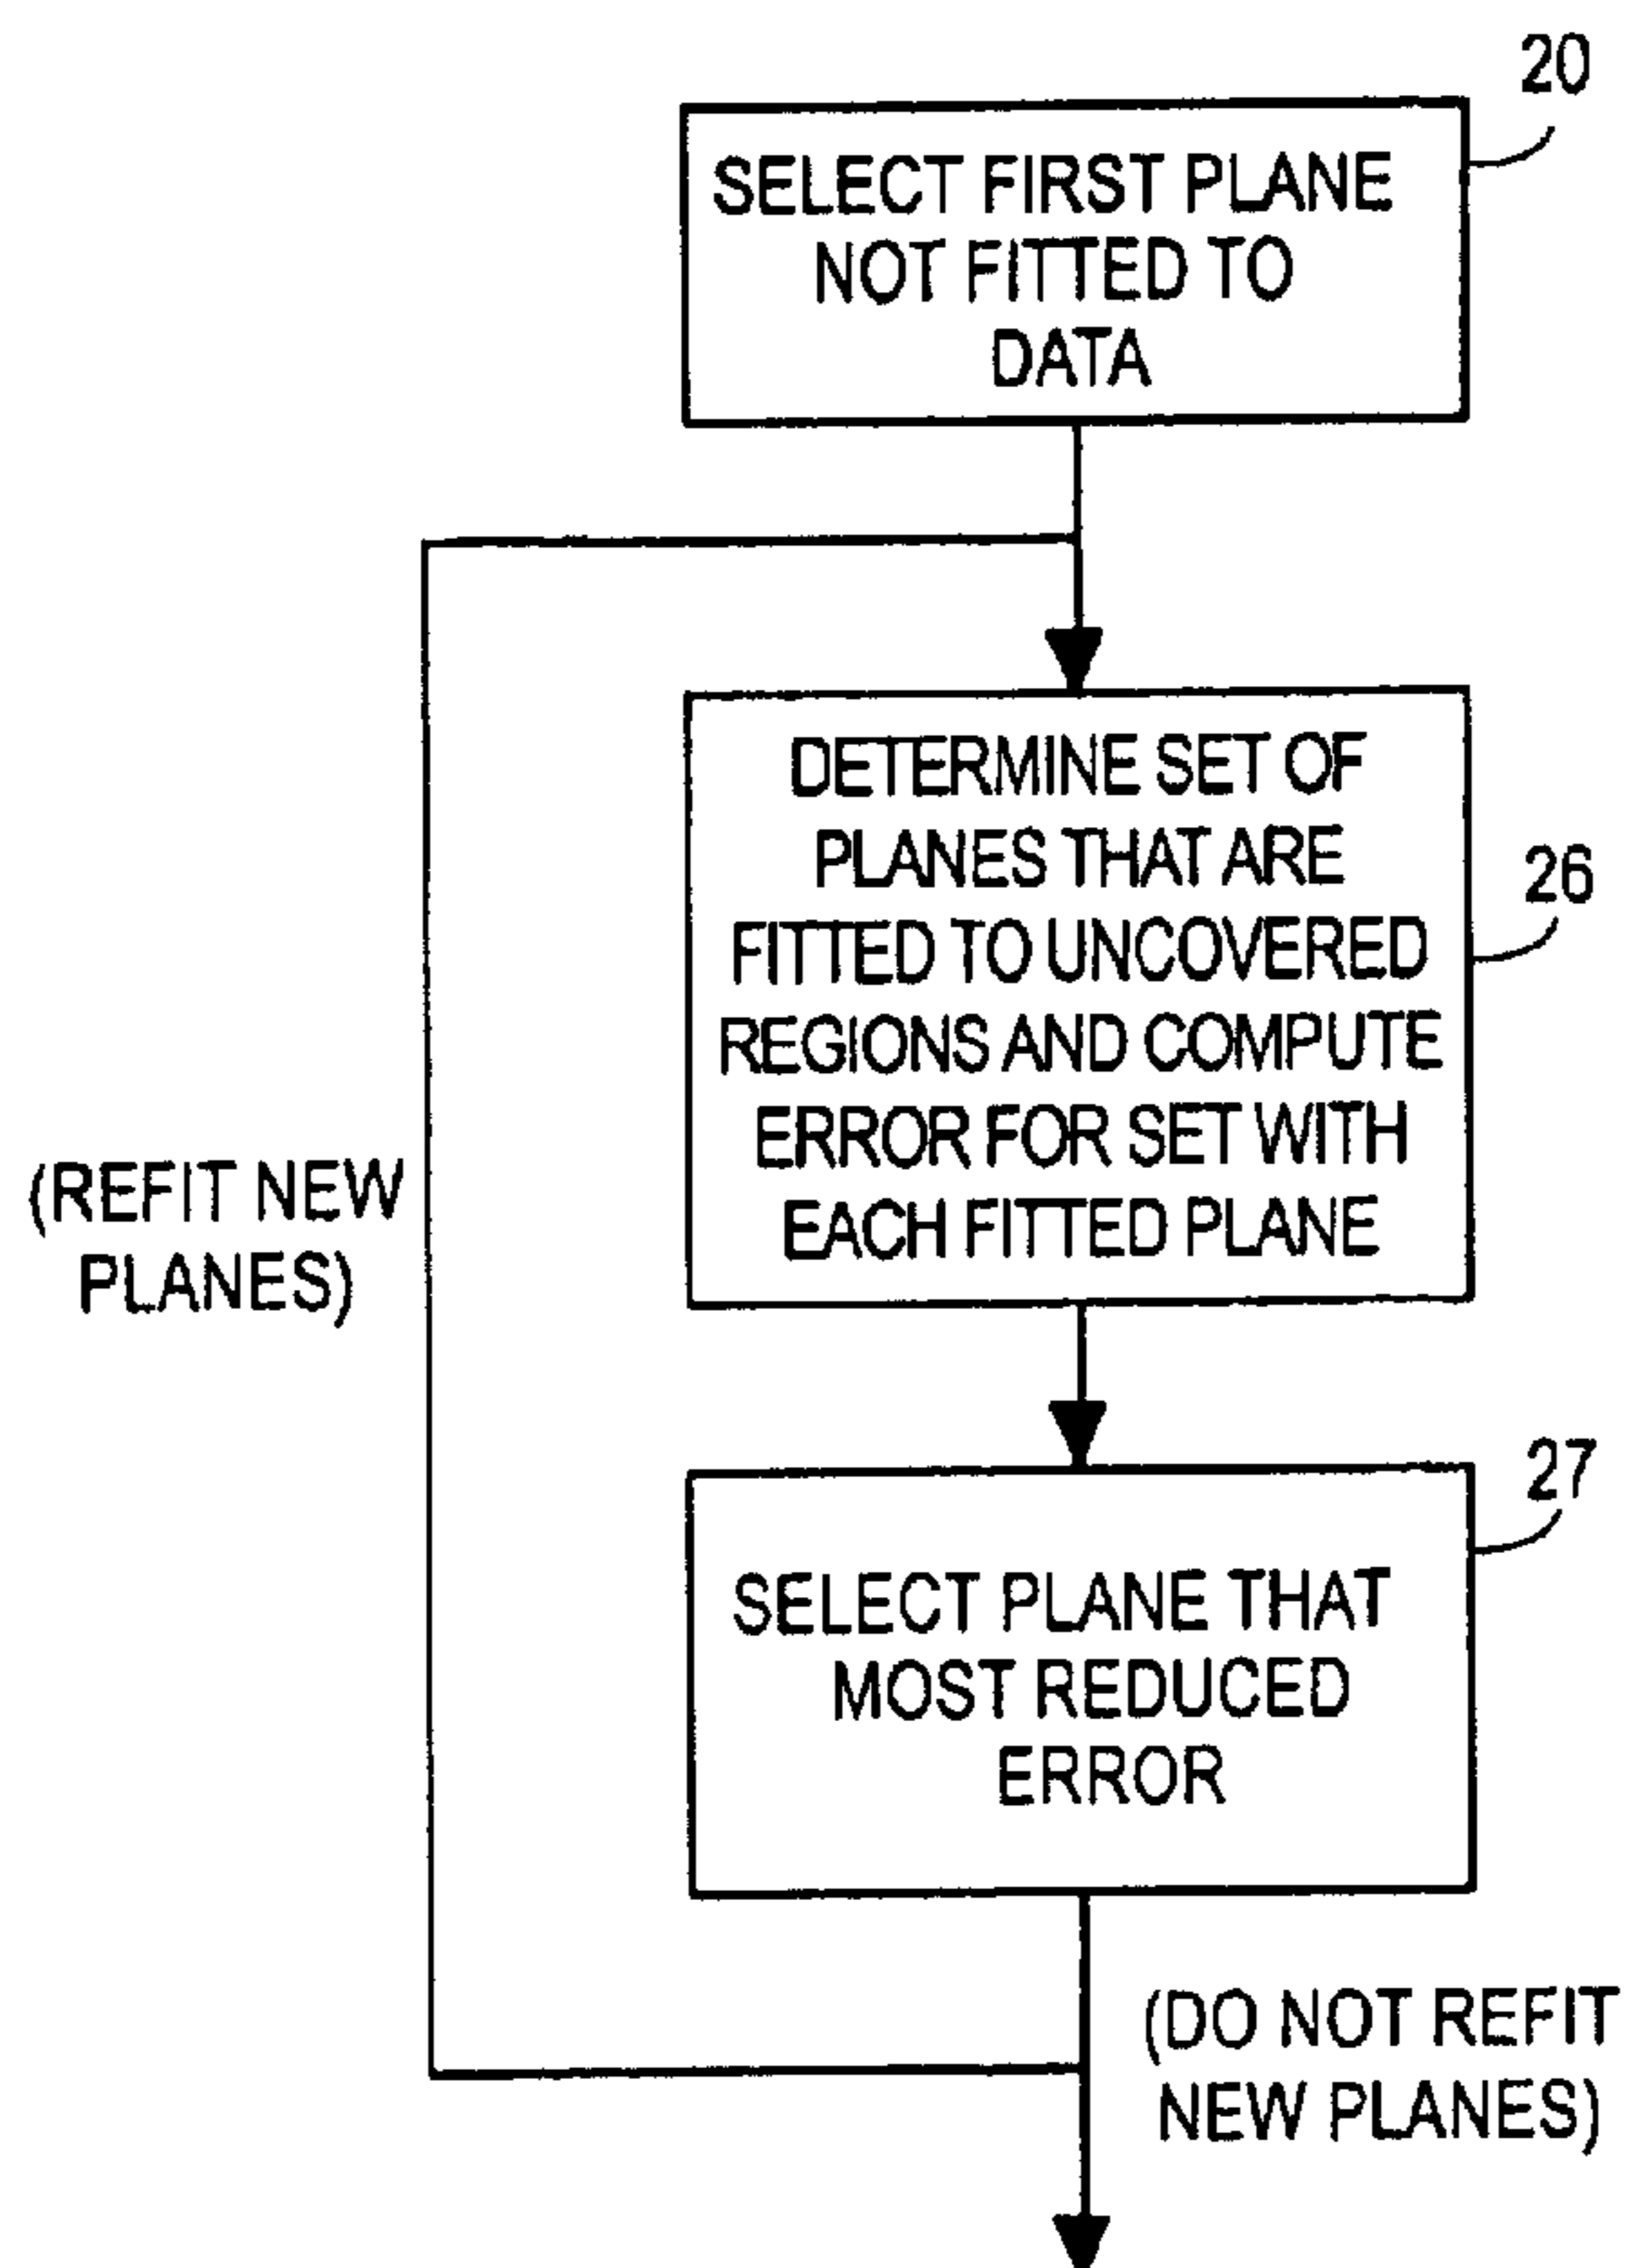 20
SELECT FIRST PLANE
NOT FITTED TO
DATA
DETERMINE SET OF
PLANES THAT ARE
FITTED TO UNCOVERED
REGIONS AND COMPUTE
ERROR FOR SET WITH
EACH FITTED PLANE
26
(REFIT NEW
PLANES)
27
SELECT PLANE THAT
MOST REDUCED
ERROR
(DO NOT REFIT
NEW PLANES)